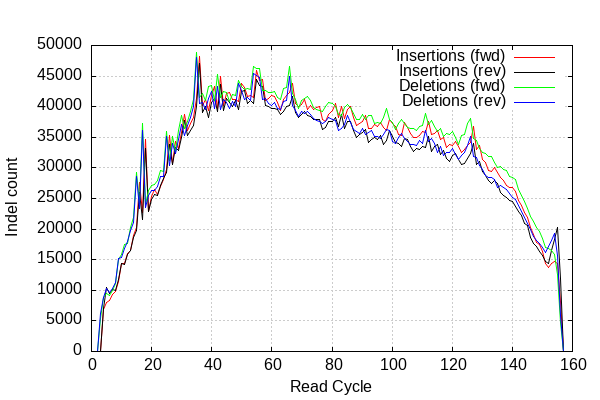 50000
45000
40000
35000
30000
25000
20000
15000
10000
5000
0
0 20 40 60 80 100 120 140 160
Indel count
Read Cycle
Insertions (fwd)
Insertions (rev)
Deletions (fwd)
Deletions (rev)